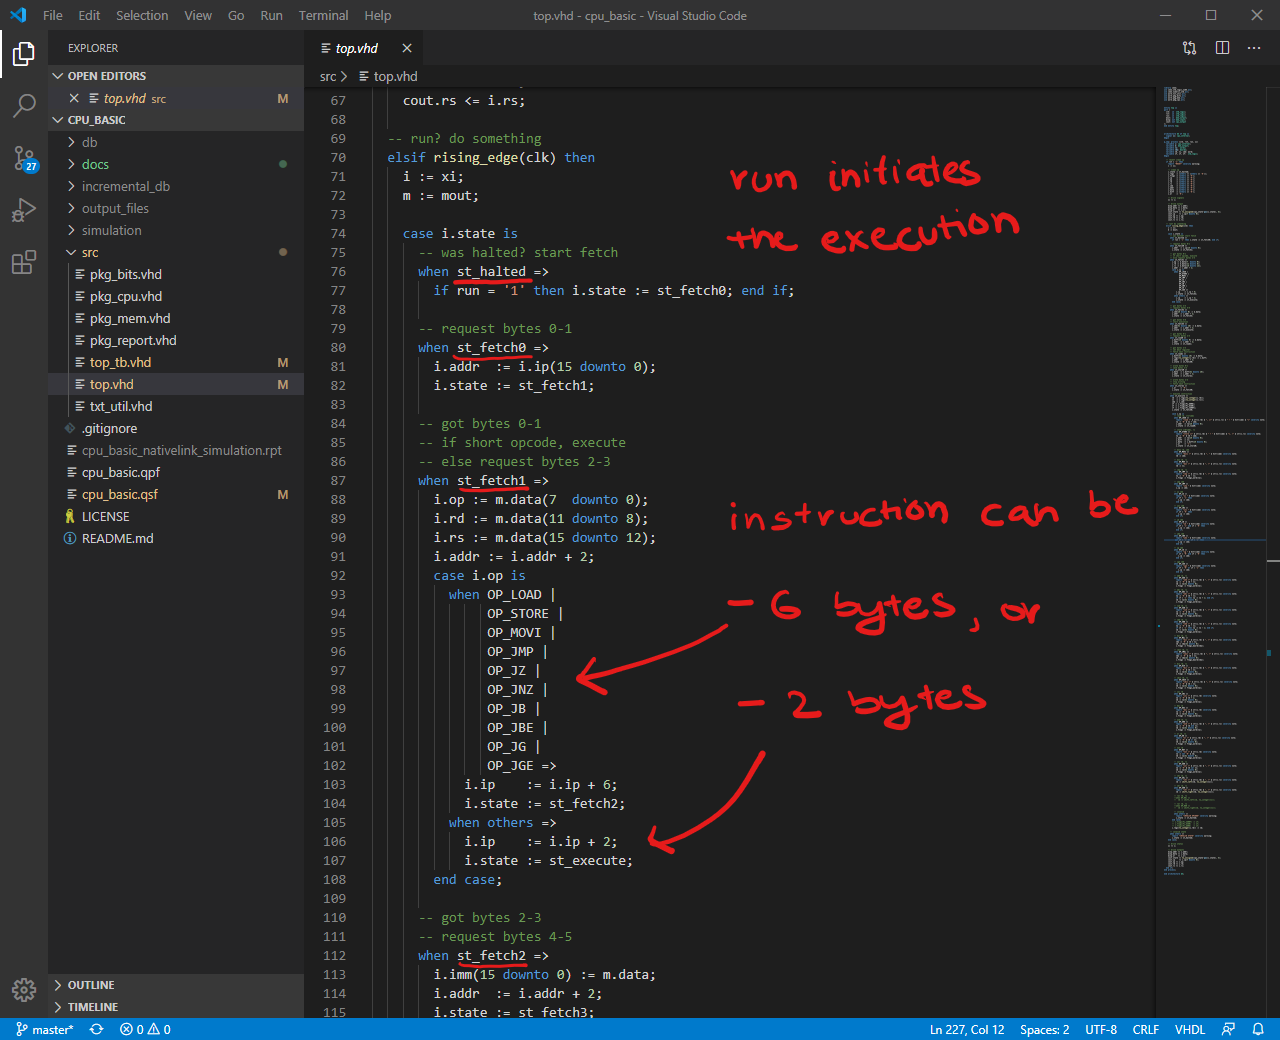 File Edit Selection View Go Run Terminal Help top.vhd - cpu_basic - Visual Studio Code
EXPLORER
OPEN EDITORS
top.vhd src M
CPU_BASIC
db
docs
incremental_db
output_files
simulation
src
pkg_bits.vhd
pkg_cpu.vhd
pkg_mem.vhd
pkg_report.vhd
top_tb.vhd M
top.vhd M
txt_util.vhd
.gitignore
cpu_basic_nativelink_simulation.rpt
cpu_basic.qpf
cpu_basic.qsf M
LICENSE
README.md
OUTLINE
TIMELINE
27
top.vhd
src > top.vhd
67 cout.rs <= i.rs;
68
69 -- run? do something
70 elsif rising_edge(clk) then
71 i := xi;
72 m := mout;
73
74 case i.state is
75 -- was halted? start fetch
76 when st_halted =>
77 if run = '1' then i.state := st_fetch0; end if;
78
79 -- request bytes 0-1
80 when st_fetch0 =>
81 i.addr := i.ip(15 downto 0);
82 i.state := st_fetch1;
83
84 -- got bytes 0-1
85 -- if short opcode, execute
86 -- else request bytes 2-3
87 when st_fetch1 =>
88 i.op := m.data(7 downto 0);
89 i.rd := m.data(11 downto 8);
90 i.rs := m.data(15 downto 12);
91 i.addr := i.addr + 2;
92 case i.op is
93 when OP_LOAD |
94 OP_STORE |
95 OP_MOVI |
96 OP_JMP |
97 OP_JZ |
98 OP_JNZ |
99 OP_JB |
100 OP_JBE |
101 OP_JG |
102 OP_JGE =>
103 i.ip := i.ip + 6;
104 i.state := st_fetch2;
105 when others =>
106 i.ip := i.ip + 2;
107 i.state := st_execute;
108 end case;
109
110 -- got bytes 2-3
111 -- request bytes 4-5
112 when st_fetch2 =>
113 i.imm(15 downto 0) := m.data;
114 i.addr := i.addr + 2;
115 i.state := st_fetch3;
run initiates
the execution
instruction can be
- 6 bytes, or
- 2 bytes
master* 0 0 Ln 227, Col 12 Spaces: 2 UTF-8 CRLF VHDL